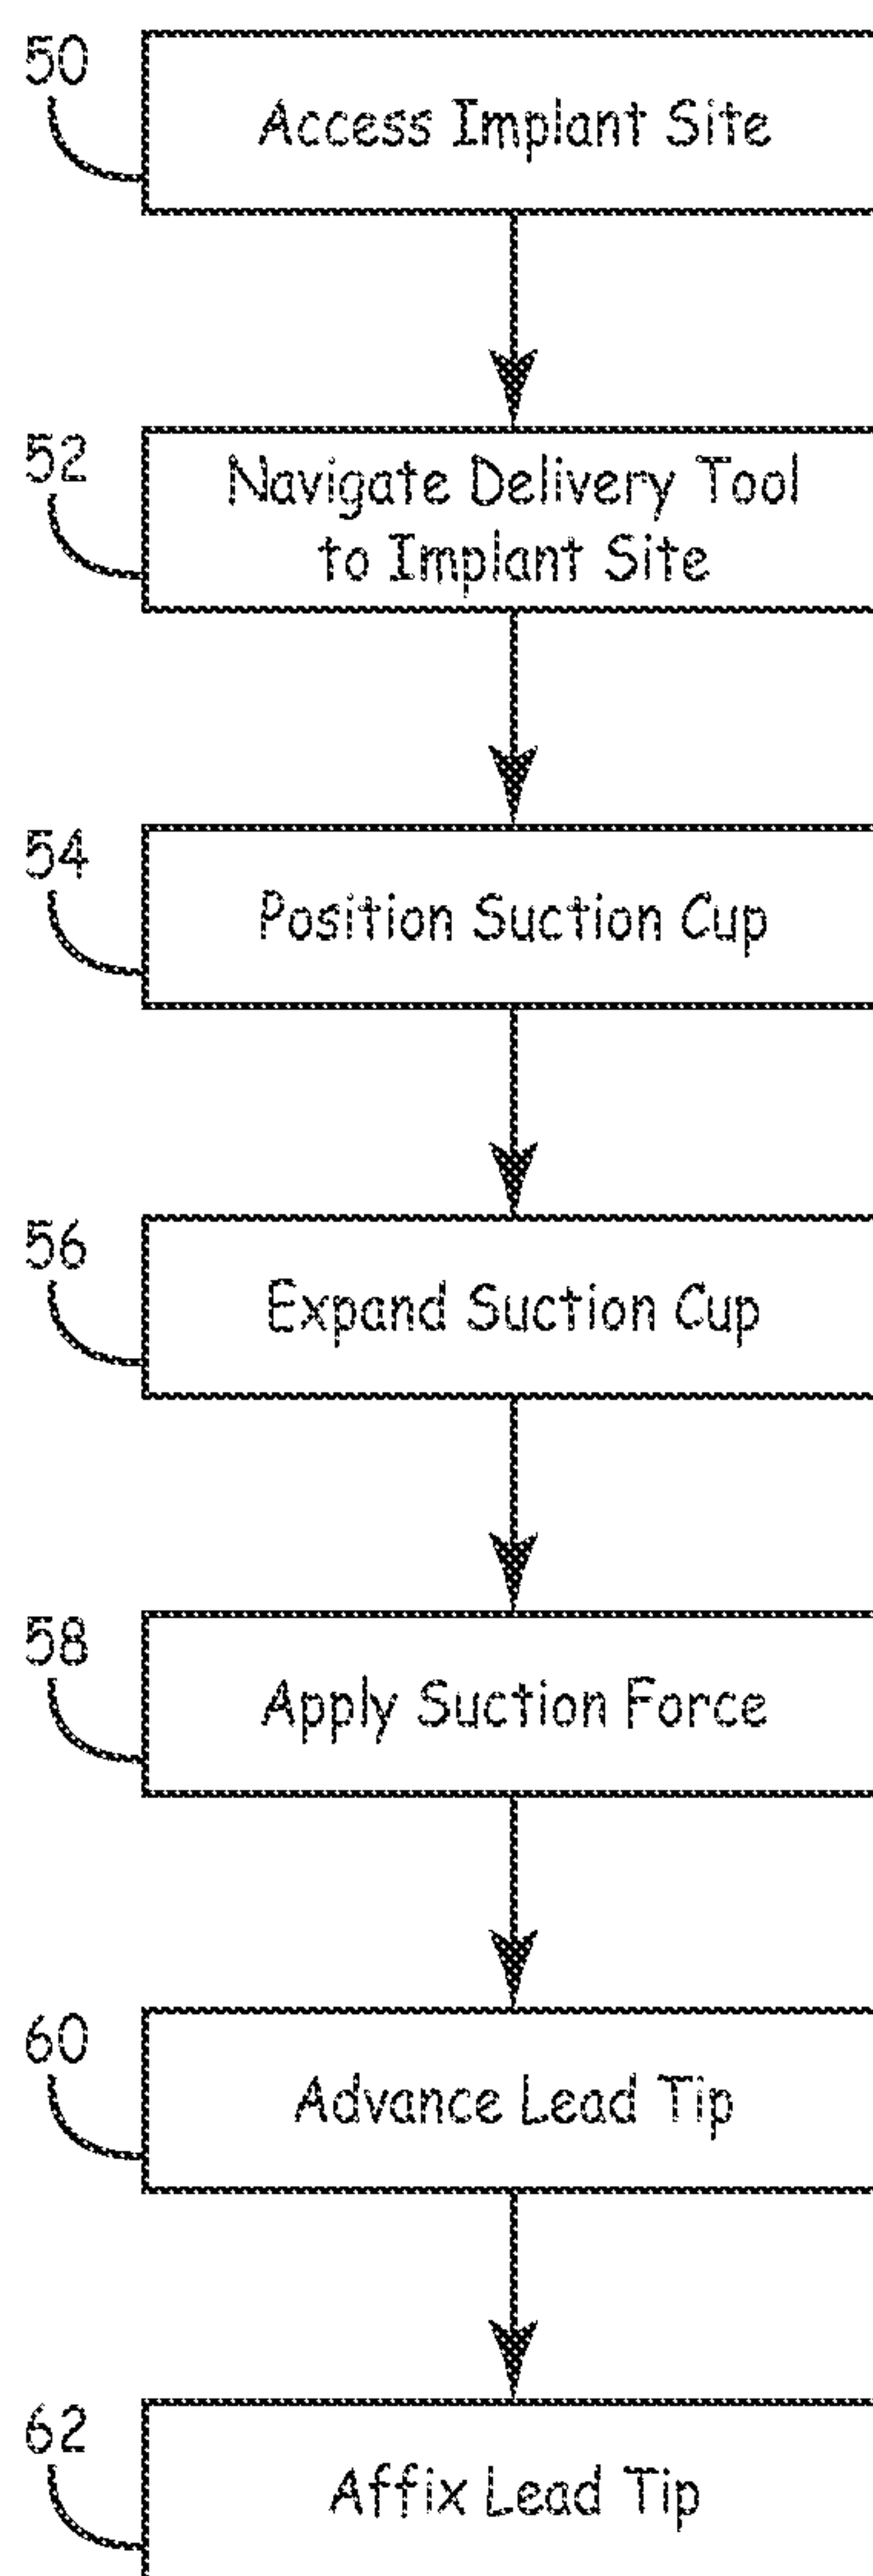 50
Access Implant Site
52
Navigate Delivery Tool
to Implant Site
54
Position Suction Cup
56
Expand Suction Cup
58
Apply Suction Force
60
Advance Lead Tip
62
Affix Lead Tip